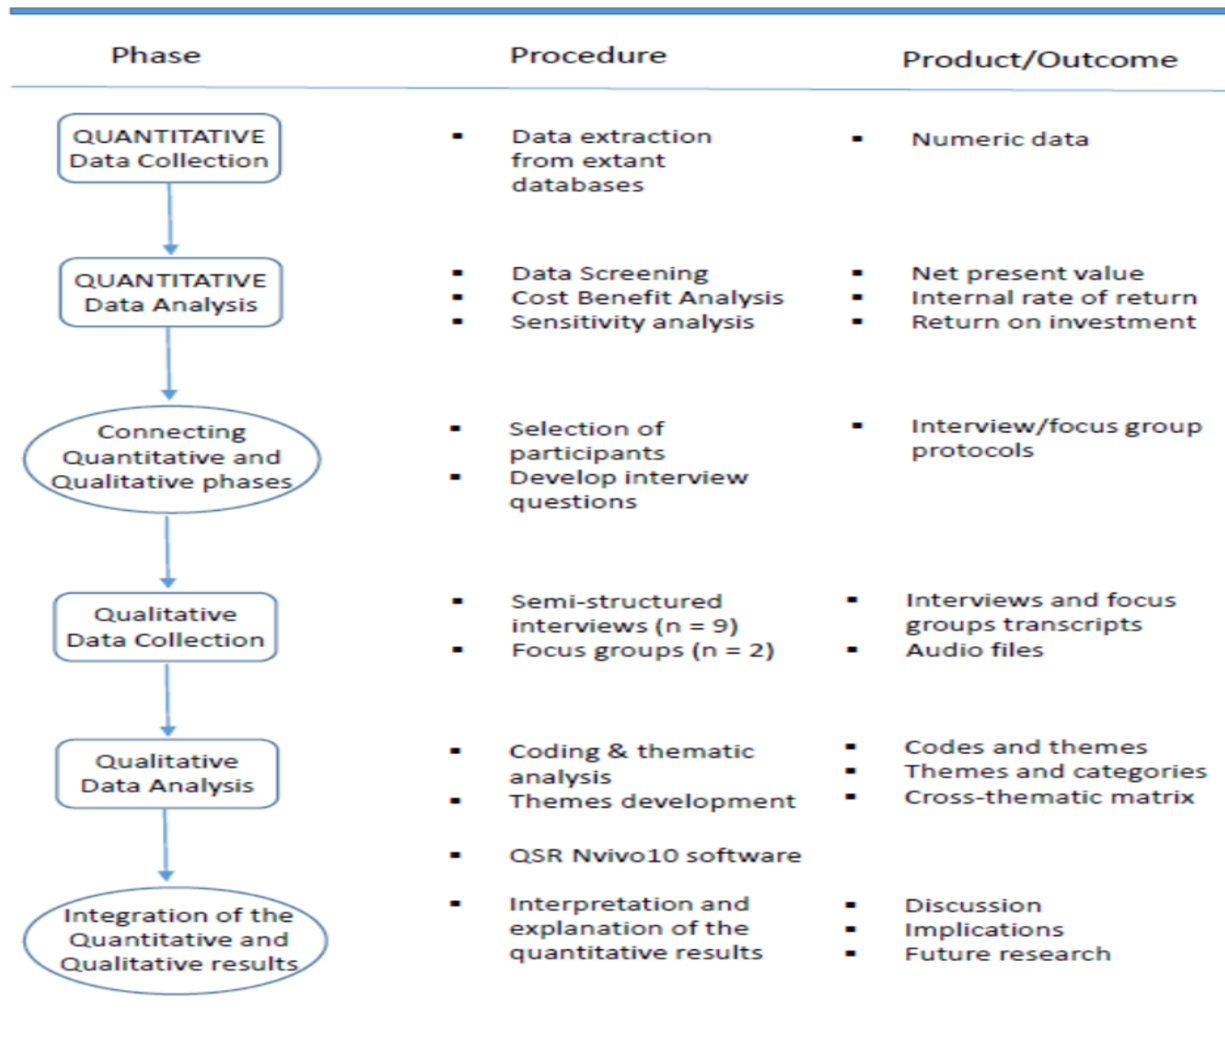 Phase
Procedure
Product/Outcome
QUANTITATIVE
Data Collection
▪ Data extraction
from extant
databases
▪ Numeric data
QUANTITATIVE
Data Analysis
▪ Data Screening
▪ Cost Benefit Analysis
▪ Sensitivity analysis
▪ Net present value
▪ Internal rate of return
▪ Return on investment
Connecting
Quantitative and
Qualitative phases
▪ Selection of
participants
▪ Develop interview
questions
▪ Interview/focus group
protocols
Qualitative
Data Collection
▪ Semi-structured
interviews (n = 9)
▪ Focus groups (n = 2)
▪ Interviews and focus
groups transcripts
▪ Audio files
Qualitative
Data Analysis
▪ Coding & thematic
analysis
▪ Themes development
▪ QSR Nvivo10 software
▪ Codes and themes
▪ Themes and categories
▪ Cross-thematic matrix
Integration of the
Quantitative and
Qualitative results
▪ Interpretation and
explanation of the
quantitative results
▪ Discussion
▪ Implications
▪ Future research